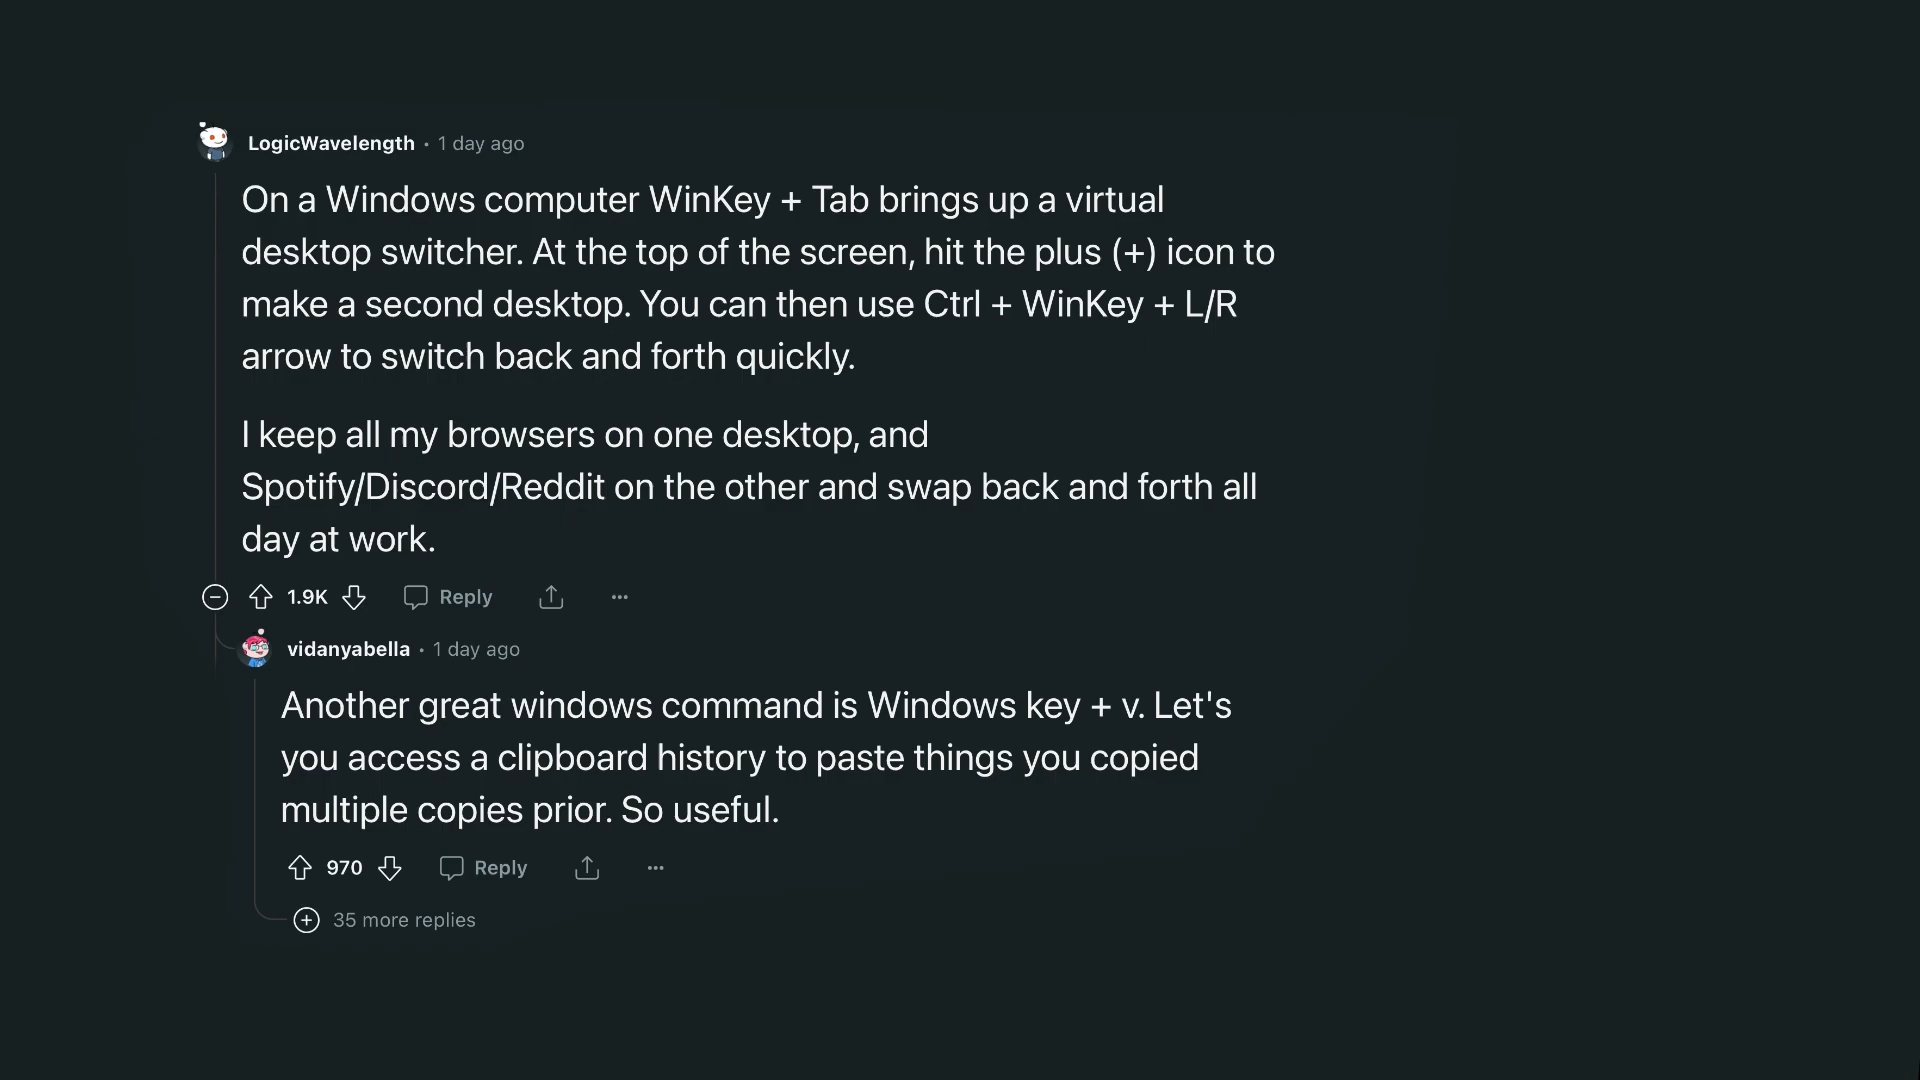 LogicWavelength • 1 day ago
On a Windows computer WinKey + Tab brings up a virtual
desktop switcher. At the top of the screen, hit the plus (+) icon to
make a second desktop. You can then use Ctrl + WinKey + L/R
arrow to switch back and forth quickly.
I keep all my browsers on one desktop, and
Spotify/Discord/Reddit on the other and swap back and forth all
day at work.
1.9K Reply
vidanyabella • 1 day ago
Another great windows command is Windows key + v. Let's
you access a clipboard history to paste things you copied
multiple copies prior. So useful.
970 Reply
35 more replies